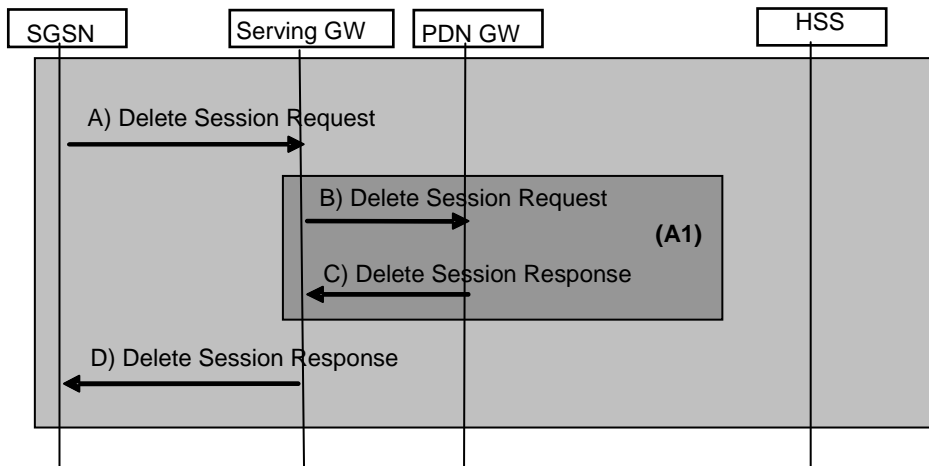 SGSN
Serving GW
PDN GW
HSS
A) Delete Session Request
B) Delete Session Request
(A1)
C) Delete Session Response
D) Delete Session Response